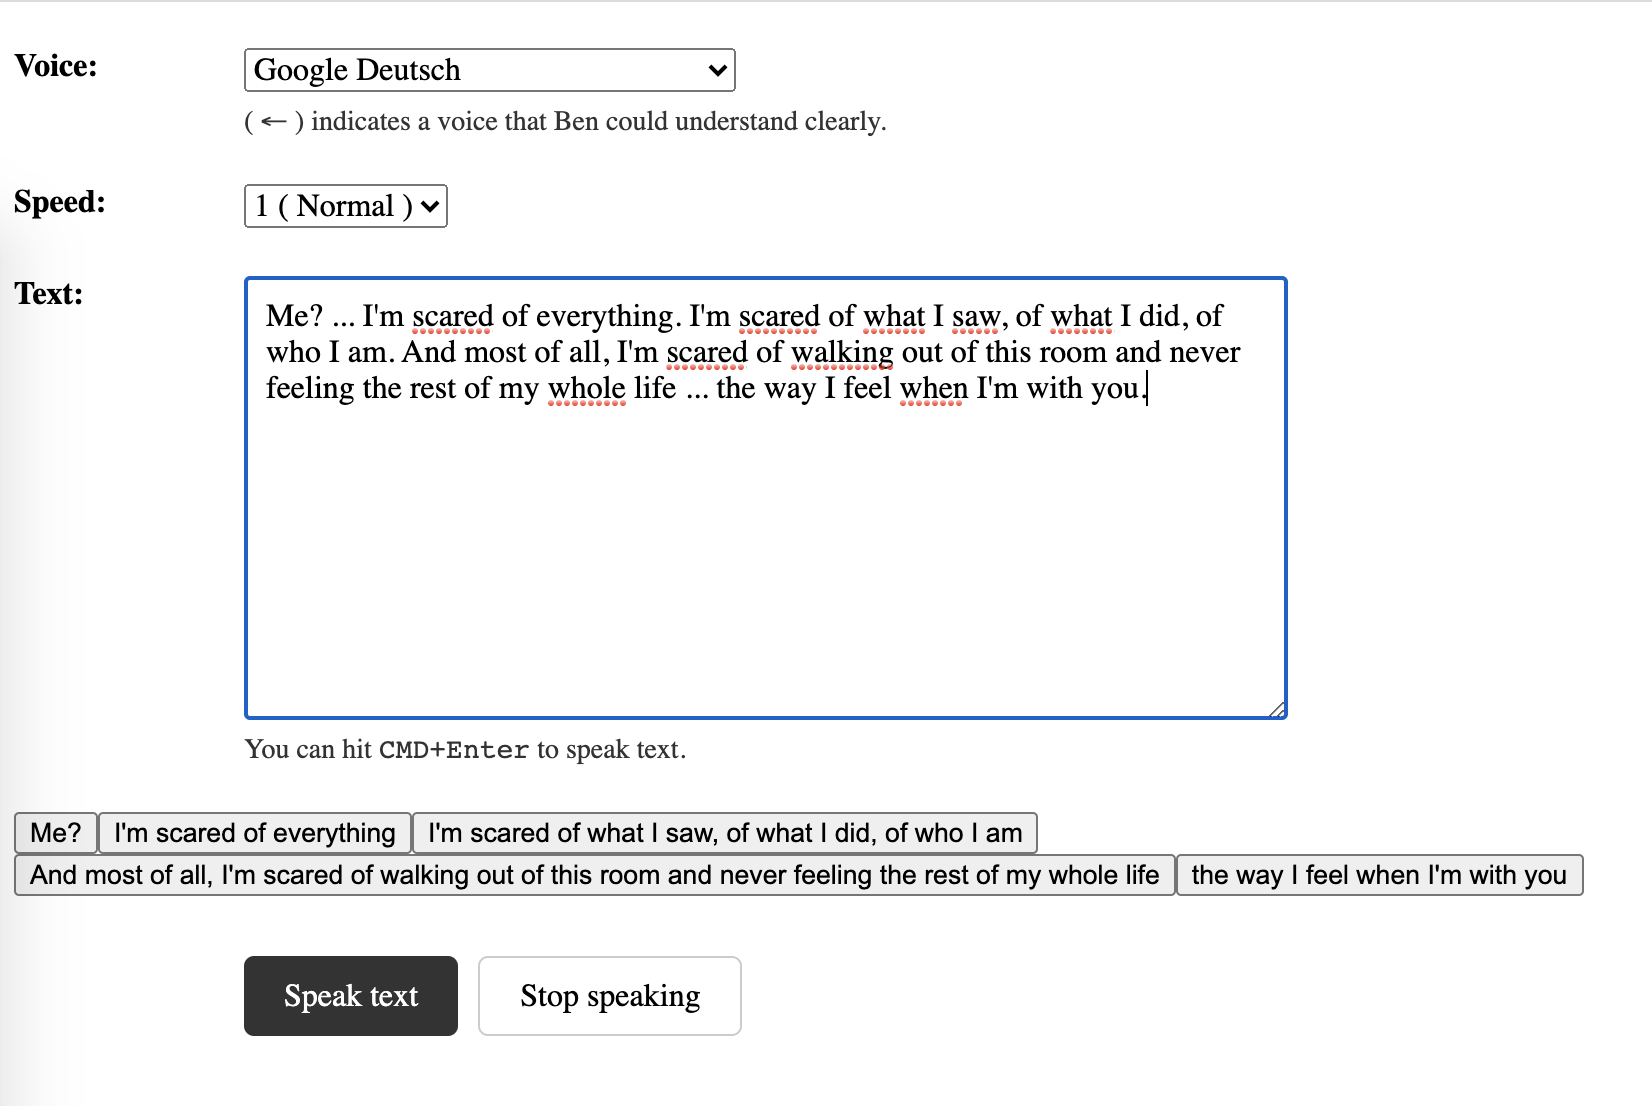 Voice:
Google Deutsch
( ← ) indicates a voice that Ben could understand clearly.
Speed:
1 ( Normal )
Text:
Me? ... I'm scared of everything. I'm scared of what I saw, of what I did, of
who I am. And most of all, I'm scared of walking out of this room and never
feeling the rest of my whole life ... the way I feel when I'm with you.
You can hit CMD+Enter to speak text.
Me? I'm scared of everything I'm scared of what I saw, of what I did, of who I am
And most of all, I'm scared of walking out of this room and never feeling the rest of my whole life the way I feel when I'm with you
Speak text Stop speaking